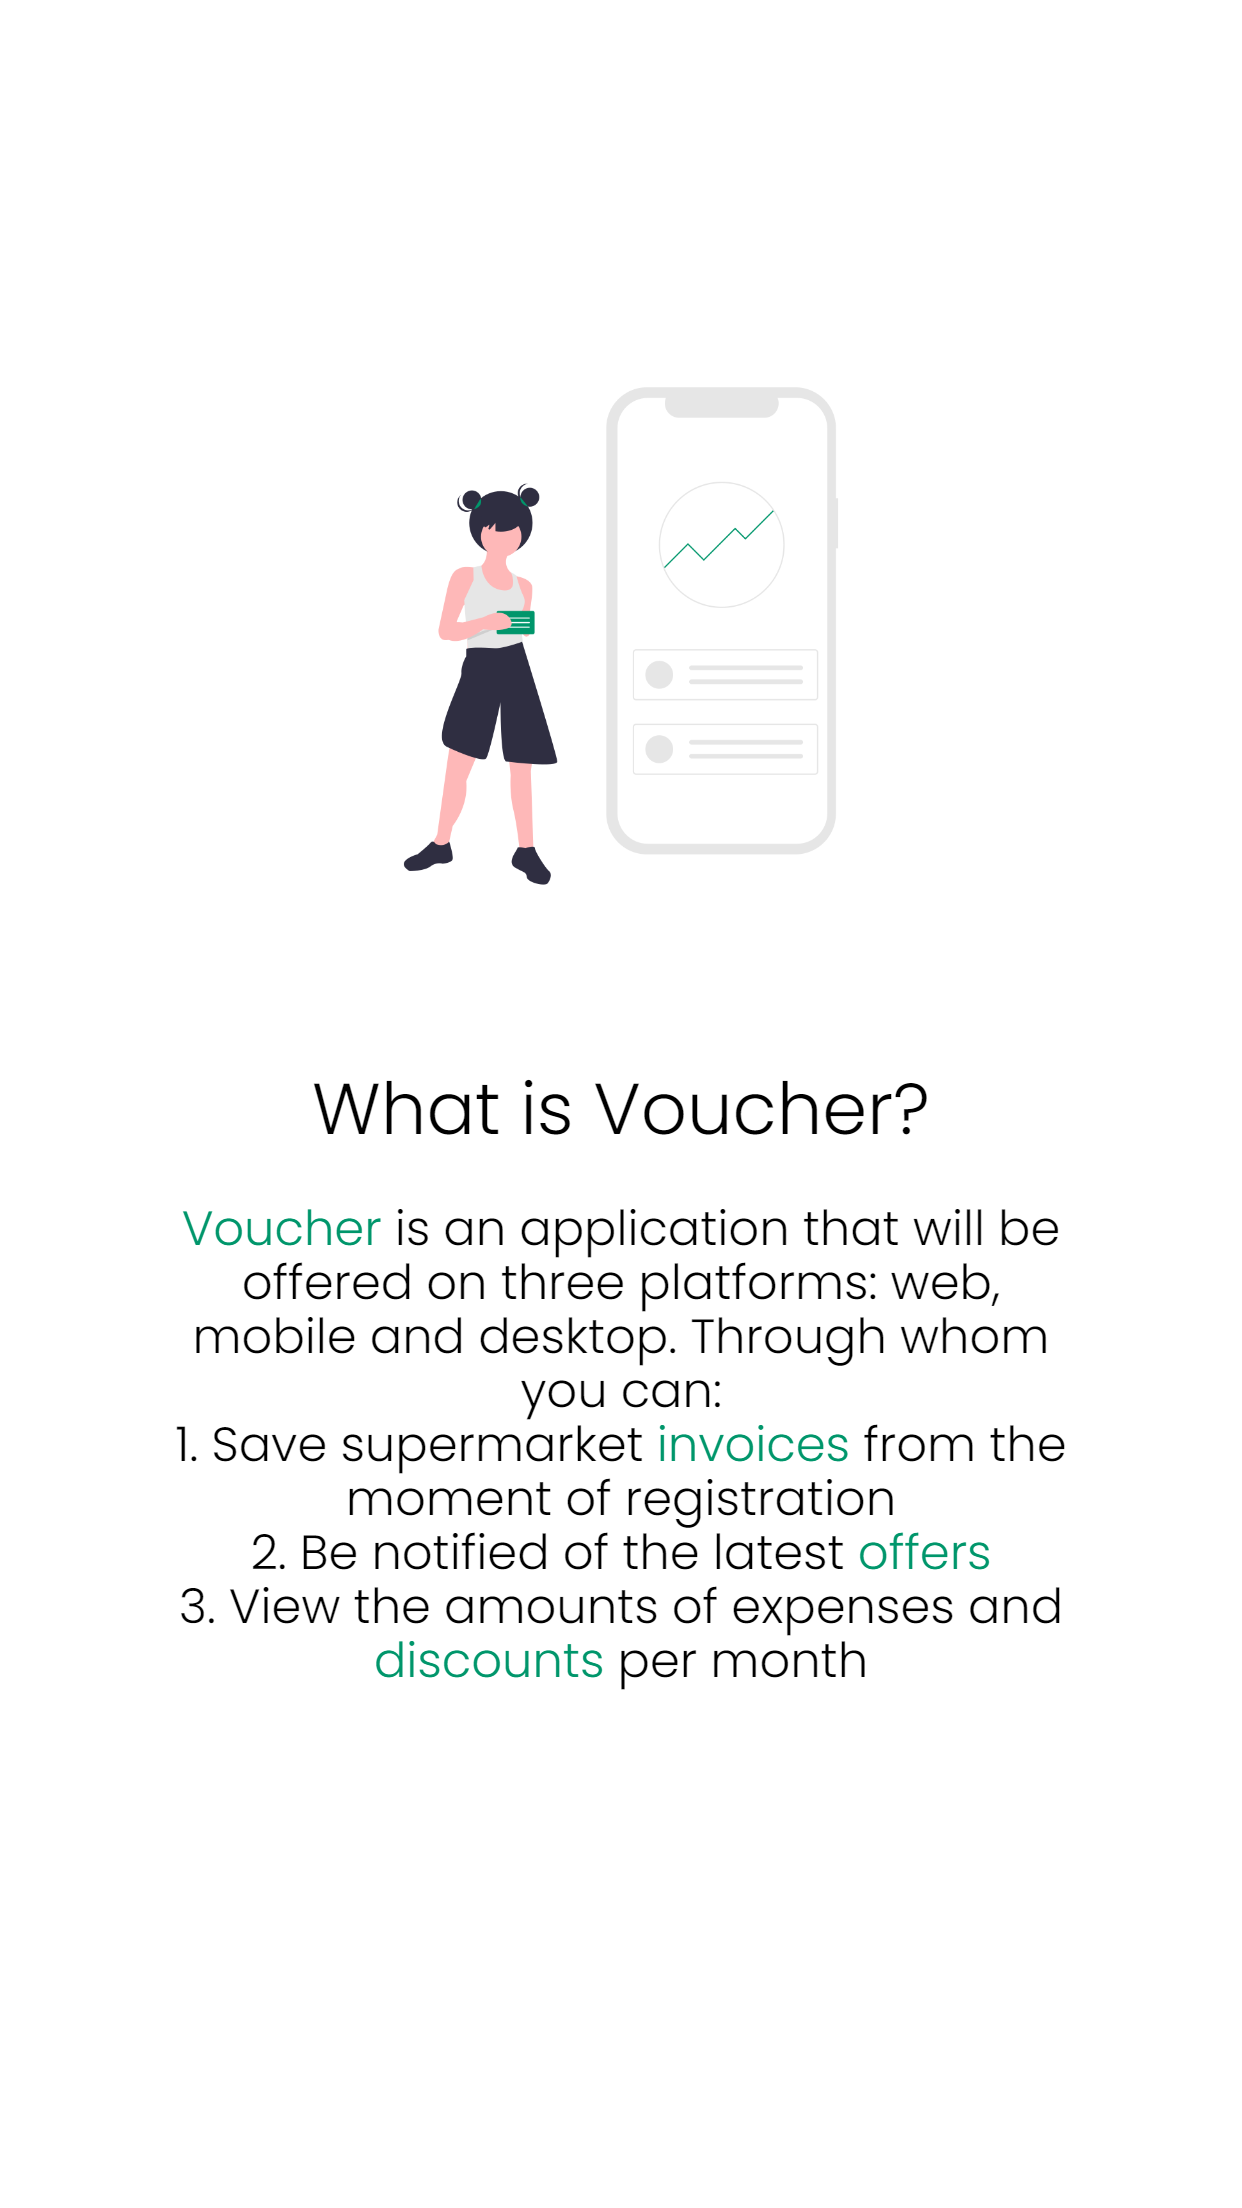 What is Voucher?
Voucher is an application that will be
offered on three platforms: web,
mobile and desktop. Through whom
you can:
1. Save supermarket invoices from the
moment of registration
2. Be notified of the latest offers
3. View the amounts of expenses and
discounts per month